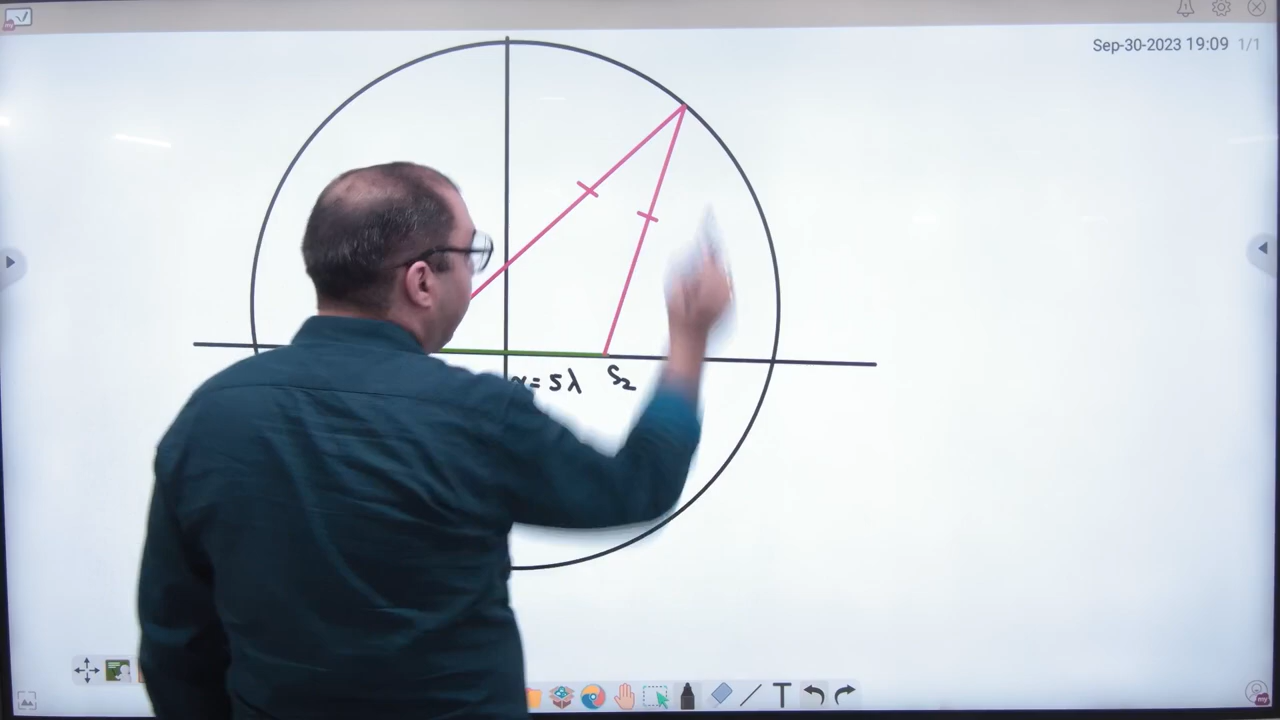 Sep-30-2023 19:09 1/1
= 5λ S₂
T